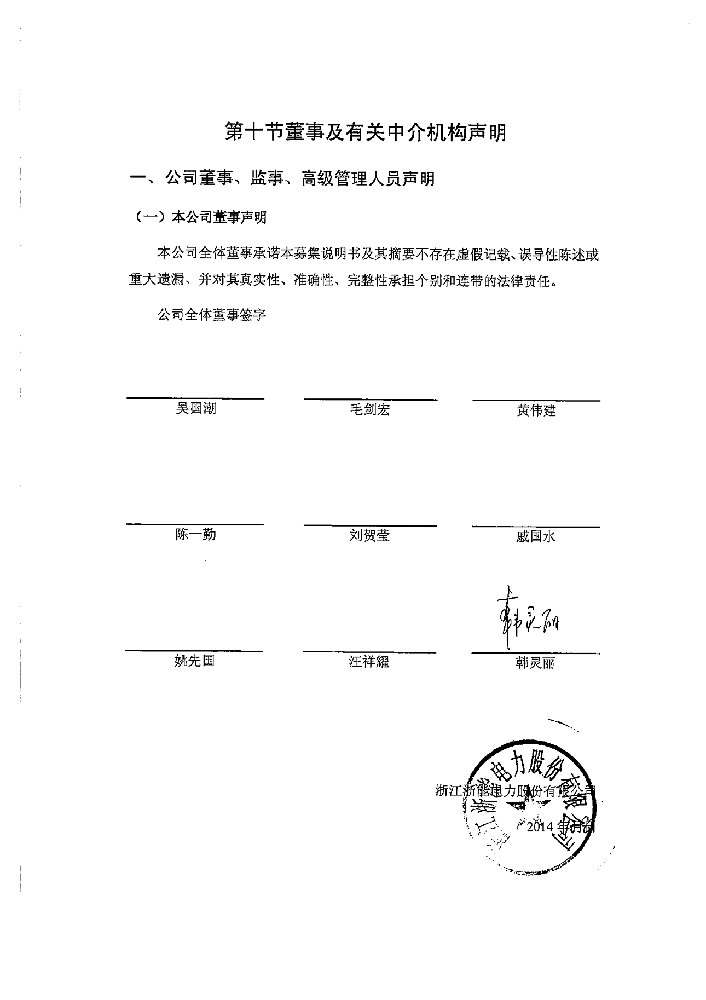 第十节董事及有关中介机构声明
一、公司董事、监事、高级管理人员声明
（一）本公司董事声明
本公司全体董事承诺本募集说明书及其摘要不存在虚假记载、误导性陈述或
重大遗漏、并对其真实性、准确性、完整性承担个别和连带的法律责任。
公司全体董事签字
吴国潮 毛剑宏 黄伟建
陈一勤 刘贺莹 戚国水
韩灵丽
姚先国 汪祥耀 韩灵丽
浙江浙能电力股份有限公司
浙江浙能电力股份有限公司
2014 年 月 日